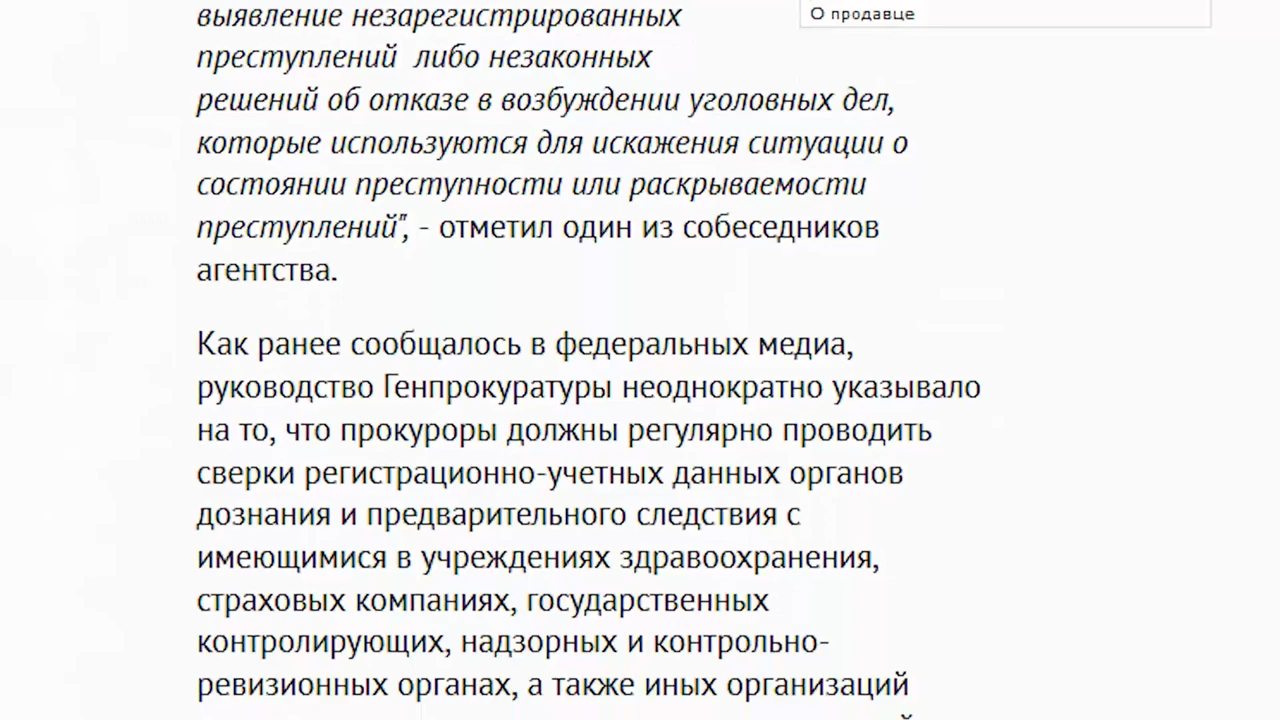 выявление незарегистрированных
О продавце
преступлений либо незаконных
решений об отказе в возбуждении уголовных дел,
которые используются для искажения ситуации о
состоянии преступности или раскрываемости
преступлений", - отметил один из собеседников
агентства.
Как ранее сообщалось в федеральных медиа,
руководство Генпрокуратуры неоднократно указывало
на то, что прокуроры должны регулярно проводить
сверки регистрационно-учетных данных органов
дознания и предварительного следствия с
имеющимися в учреждениях здравоохранения,
страховых компаниях, государственных
контролирующих, надзорных и контрольно-
ревизионных органах, а также иных организаций